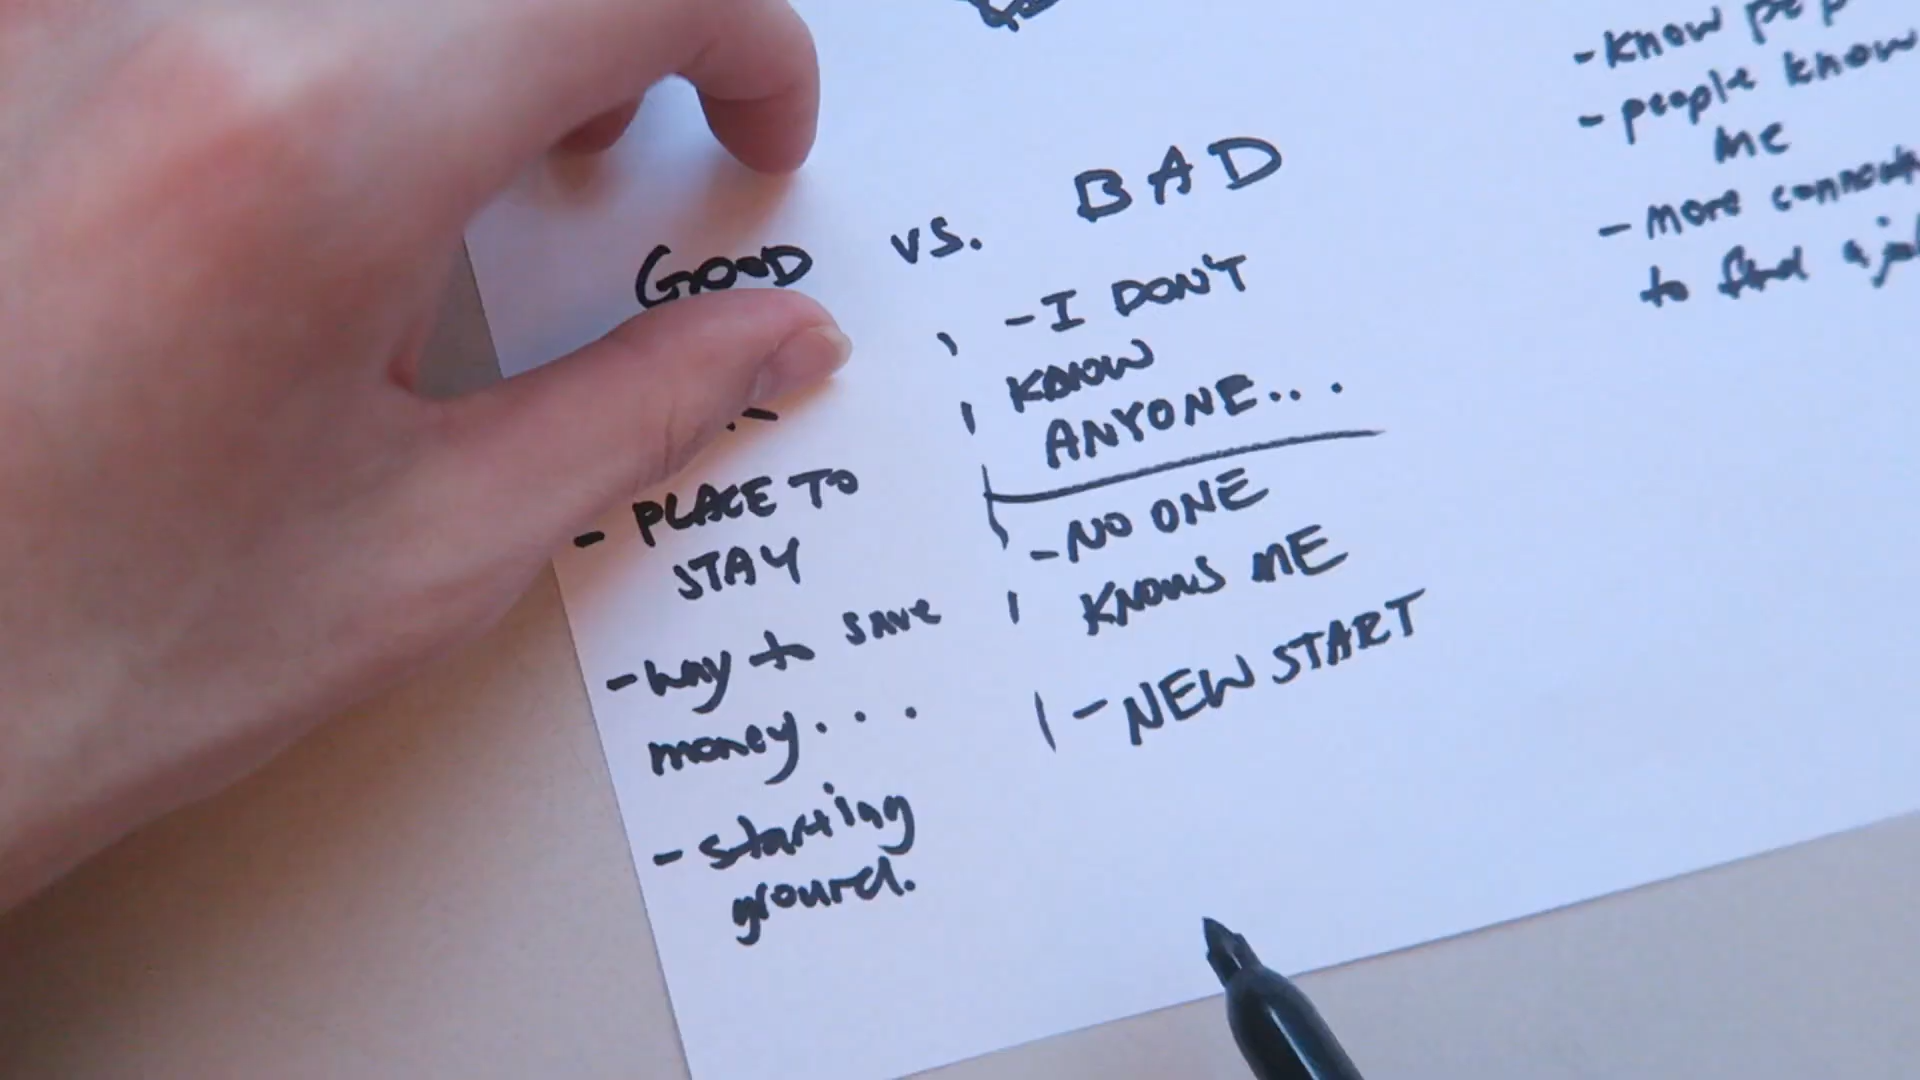 GOOD vs. BAD
- PLACE TO
STAY
- way to save
money...
- starting
ground.
- I DON'T
KNOW
ANYONE...
- NO ONE
KNOWS ME
- NEW START
- know
- people know
me
- more
to find a